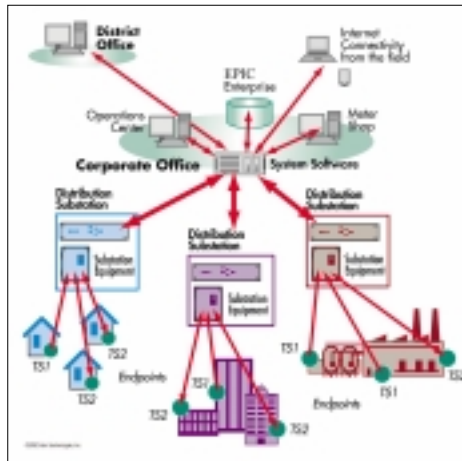 District
Office
Internet
Connectivity
from the field
EPIC
Enterprise
Operations
Center
Meter
Shop
Corporate Office
System Software
Distribution
Substation
Distribution
Substation
Distribution
Substation
Substation
Equipment
Substation
Equipment
Substation
Equipment
TS1
TS2
TS2
Endpoints
TS2
TS1
TS2
Endpoints
TS1
TS1
TS2
Endpoints